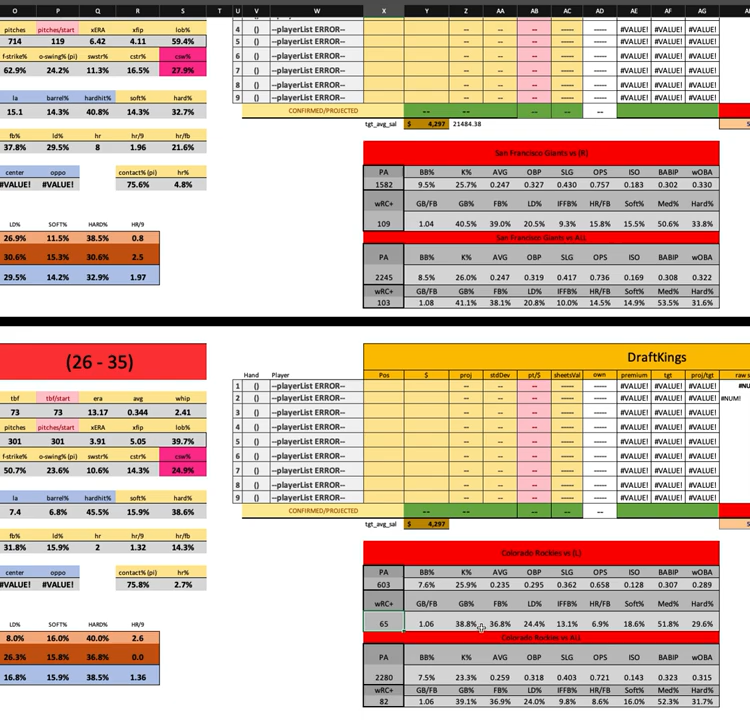 O P Q R S U V W X Y Z AA AB AC AD AE AF AG
pitches pitches/start xERA xfip lob%
714 119 6.42 4.11 59.4%
f-strike% o-swing% (pi) swstr% cstr% csw%
62.9% 24.2% 11.3% 16.5% 27.9%
la barrel% hardhit% soft% hard%
15.1 14.3% 40.8% 14.3% 32.7%
fb% ld% hr hr/9 hr/fb
37.8% 29.5% 8 1.96 21.6%
center oppo contact% (pi) hr%
#VALUE! #VALUE! 75.6% 4.8%
LD% SOFT% HARD% HR/9
26.9% 11.5% 38.5% 0.8
30.6% 15.3% 30.6% 2.5
29.5% 14.2% 32.9% 1.97
4 () --playerList ERROR-- ---- ---- -- ---- ---- #VALUE! #VALUE! #VALUE!
5 () --playerList ERROR-- ---- ---- -- ---- ---- #VALUE! #VALUE! #VALUE!
6 () --playerList ERROR-- ---- ---- -- ---- ---- #VALUE! #VALUE! #VALUE!
7 () --playerList ERROR-- ---- ---- -- ---- ---- #VALUE! #VALUE! #VALUE!
8 () --playerList ERROR-- ---- ---- -- ---- ---- #VALUE! #VALUE! #VALUE!
9 () --playerList ERROR-- ---- ---- -- ---- ---- #VALUE! #VALUE! #VALUE!
CONFIRMED/PROJECTED -- -- -- --
tgt_avg_sal $ 4,297 21484.38
San Francisco Giants vs (R)
PA BB% K% AVG OBP SLG OPS ISO BABIP wOBA
1582 9.5% 25.7% 0.247 0.327 0.430 0.757 0.183 0.302 0.330
wRC+ GB/FB GB% FB% LD% IFFB% HR/FB Soft% Med% Hard%
109 1.04 40.5% 39.0% 20.5% 9.3% 15.8% 15.5% 50.6% 33.8%
San Francisco Giants vs ALL
PA BB% K% AVG OBP SLG OPS ISO BABIP wOBA
2245 8.5% 26.0% 0.247 0.319 0.417 0.736 0.169 0.308 0.322
wRC+ GB/FB GB% FB% LD% IFFB% HR/FB Soft% Med% Hard%
103 1.08 41.1% 38.1% 20.8% 10.0% 14.5% 14.9% 53.5% 31.6%
(26 - 35)
tbf tbf/start era avg whip
73 73 13.17 0.344 2.41
pitches pitches/start xERA xfip lob%
301 301 3.91 5.05 39.7%
f-strike% o-swing% (pi) swstr% cstr% csw%
50.7% 23.6% 10.6% 14.3% 24.9%
la barrel% hardhit% soft% hard%
7.4 6.8% 45.5% 15.9% 38.6%
fb% ld% hr hr/9 hr/fb
31.8% 15.9% 2 1.32 14.3%
center oppo contact% (pi) hr%
#VALUE! #VALUE! 75.8% 2.7%
LD% SOFT% HARD% HR/9
8.0% 16.0% 40.0% 2.6
26.3% 15.8% 36.8% 0.0
16.8% 15.9% 38.5% 1.36
DraftKings
Hand Player Pos $ proj stdDev pt/$ sheetsVal own premium tgt proj/tgt raw s
1 () --playerList ERROR-- ---- ---- -- ---- ---- #VALUE! #VALUE! #VALUE! #NU
2 () --playerList ERROR-- ---- ---- -- ---- ---- #VALUE! #VALUE! #VALUE! #NUM!
3 () --playerList ERROR-- ---- ---- -- ---- ---- #VALUE! #VALUE! #VALUE!
4 () --playerList ERROR-- ---- ---- -- ---- ---- #VALUE! #VALUE! #VALUE!
5 () --playerList ERROR-- ---- ---- -- ---- ---- #VALUE! #VALUE! #VALUE!
6 () --playerList ERROR-- ---- ---- -- ---- ---- #VALUE! #VALUE! #VALUE!
7 () --playerList ERROR-- ---- ---- -- ---- ---- #VALUE! #VALUE! #VALUE!
8 () --playerList ERROR-- ---- ---- -- ---- ---- #VALUE! #VALUE! #VALUE!
9 () --playerList ERROR-- ---- ---- -- ---- ---- #VALUE! #VALUE! #VALUE!
CONFIRMED/PROJECTED -- -- -- --
tgt_avg_sal $ 4,297
Colorado Rockies vs (L)
PA BB% K% AVG OBP SLG OPS ISO BABIP wOBA
603 7.6% 25.9% 0.235 0.295 0.362 0.658 0.128 0.307 0.289
wRC+ GB/FB GB% FB% LD% IFFB% HR/FB Soft% Med% Hard%
65 1.06 38.8% 36.8% 24.4% 13.1% 6.9% 18.6% 51.8% 29.6%
Colorado Rockies vs ALL
PA BB% K% AVG OBP SLG OPS ISO BABIP wOBA
2280 7.5% 23.3% 0.259 0.318 0.403 0.721 0.143 0.323 0.315
wRC+ GB/FB GB% FB% LD% IFFB% HR/FB Soft% Med% Hard%
82 1.06 39.1% 36.9% 24.0% 9.8% 8.6% 16.0% 52.3% 31.7%